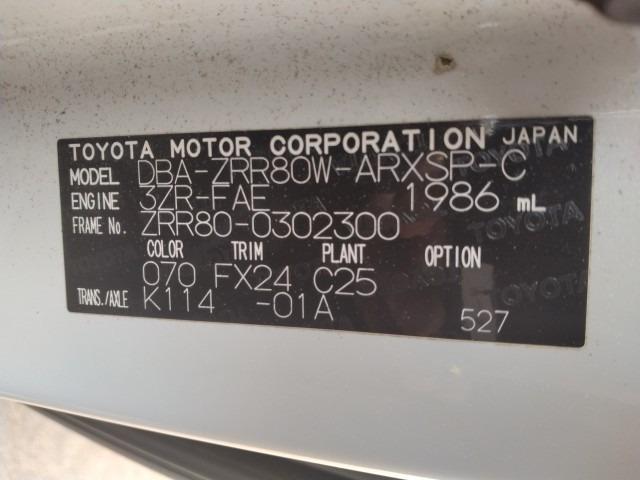 TOYOTA MOTOR CORPORATION JAPAN
MODEL DBA-ZRR80W-ARXSP-C
ENGINE 3ZR-FAE 1986 mL
FRAME No. ZRR80-0302300
COLOR TRIM PLANT OPTION
070 FX24 C25
TRANS./AXLE K114 -01A
527